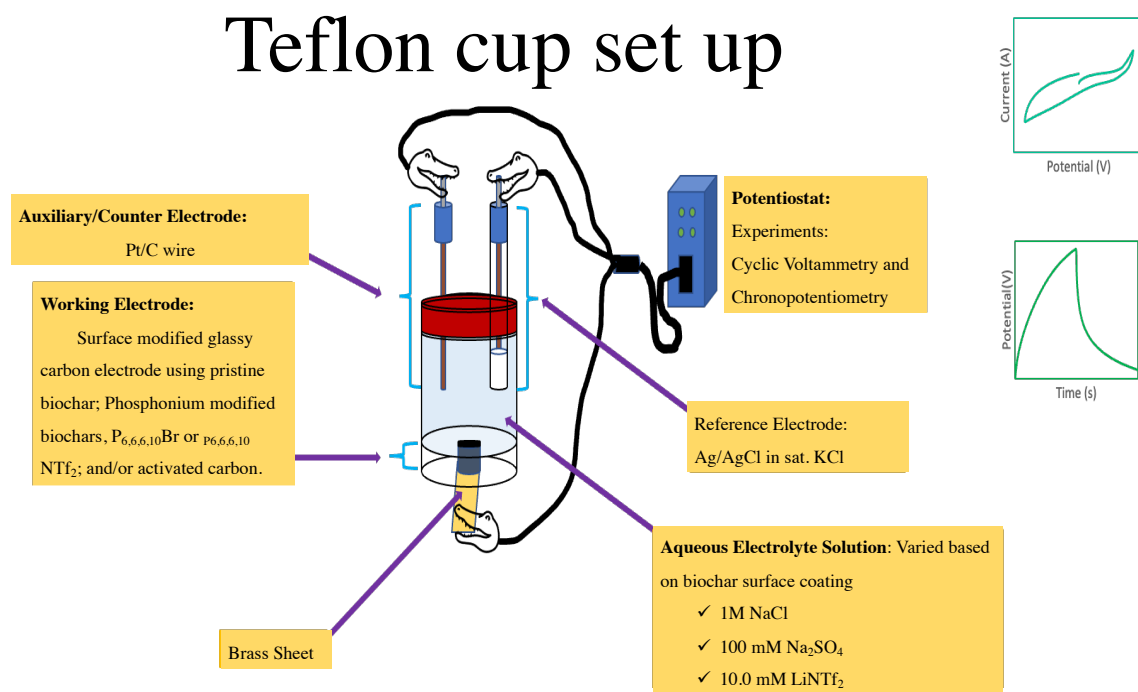 Teflon cup set up
Current (A)
Potential (V)
Auxiliary/Counter Electrode:
Pt/C wire
Potentiostat:
Experiments:
Cyclic Voltammetry and
Chronopotentiometry
Working Electrode:
Surface modified glassy
carbon electrode using pristine
biochar; Phosphonium modified
biochars, P₆,₆,₆,₁₀Br or P₆,₆,₆,₁₀
NTf₂; and/or activated carbon.
Potential(V)
Time (s)
Reference Electrode:
Ag/AgCl in sat. KCl
Aqueous Electrolyte Solution: Varied based
on biochar surface coating
✓ 1M NaCl
✓ 100 mM Na₂SO₄
✓ 10.0 mM LiNTf₂
Brass Sheet